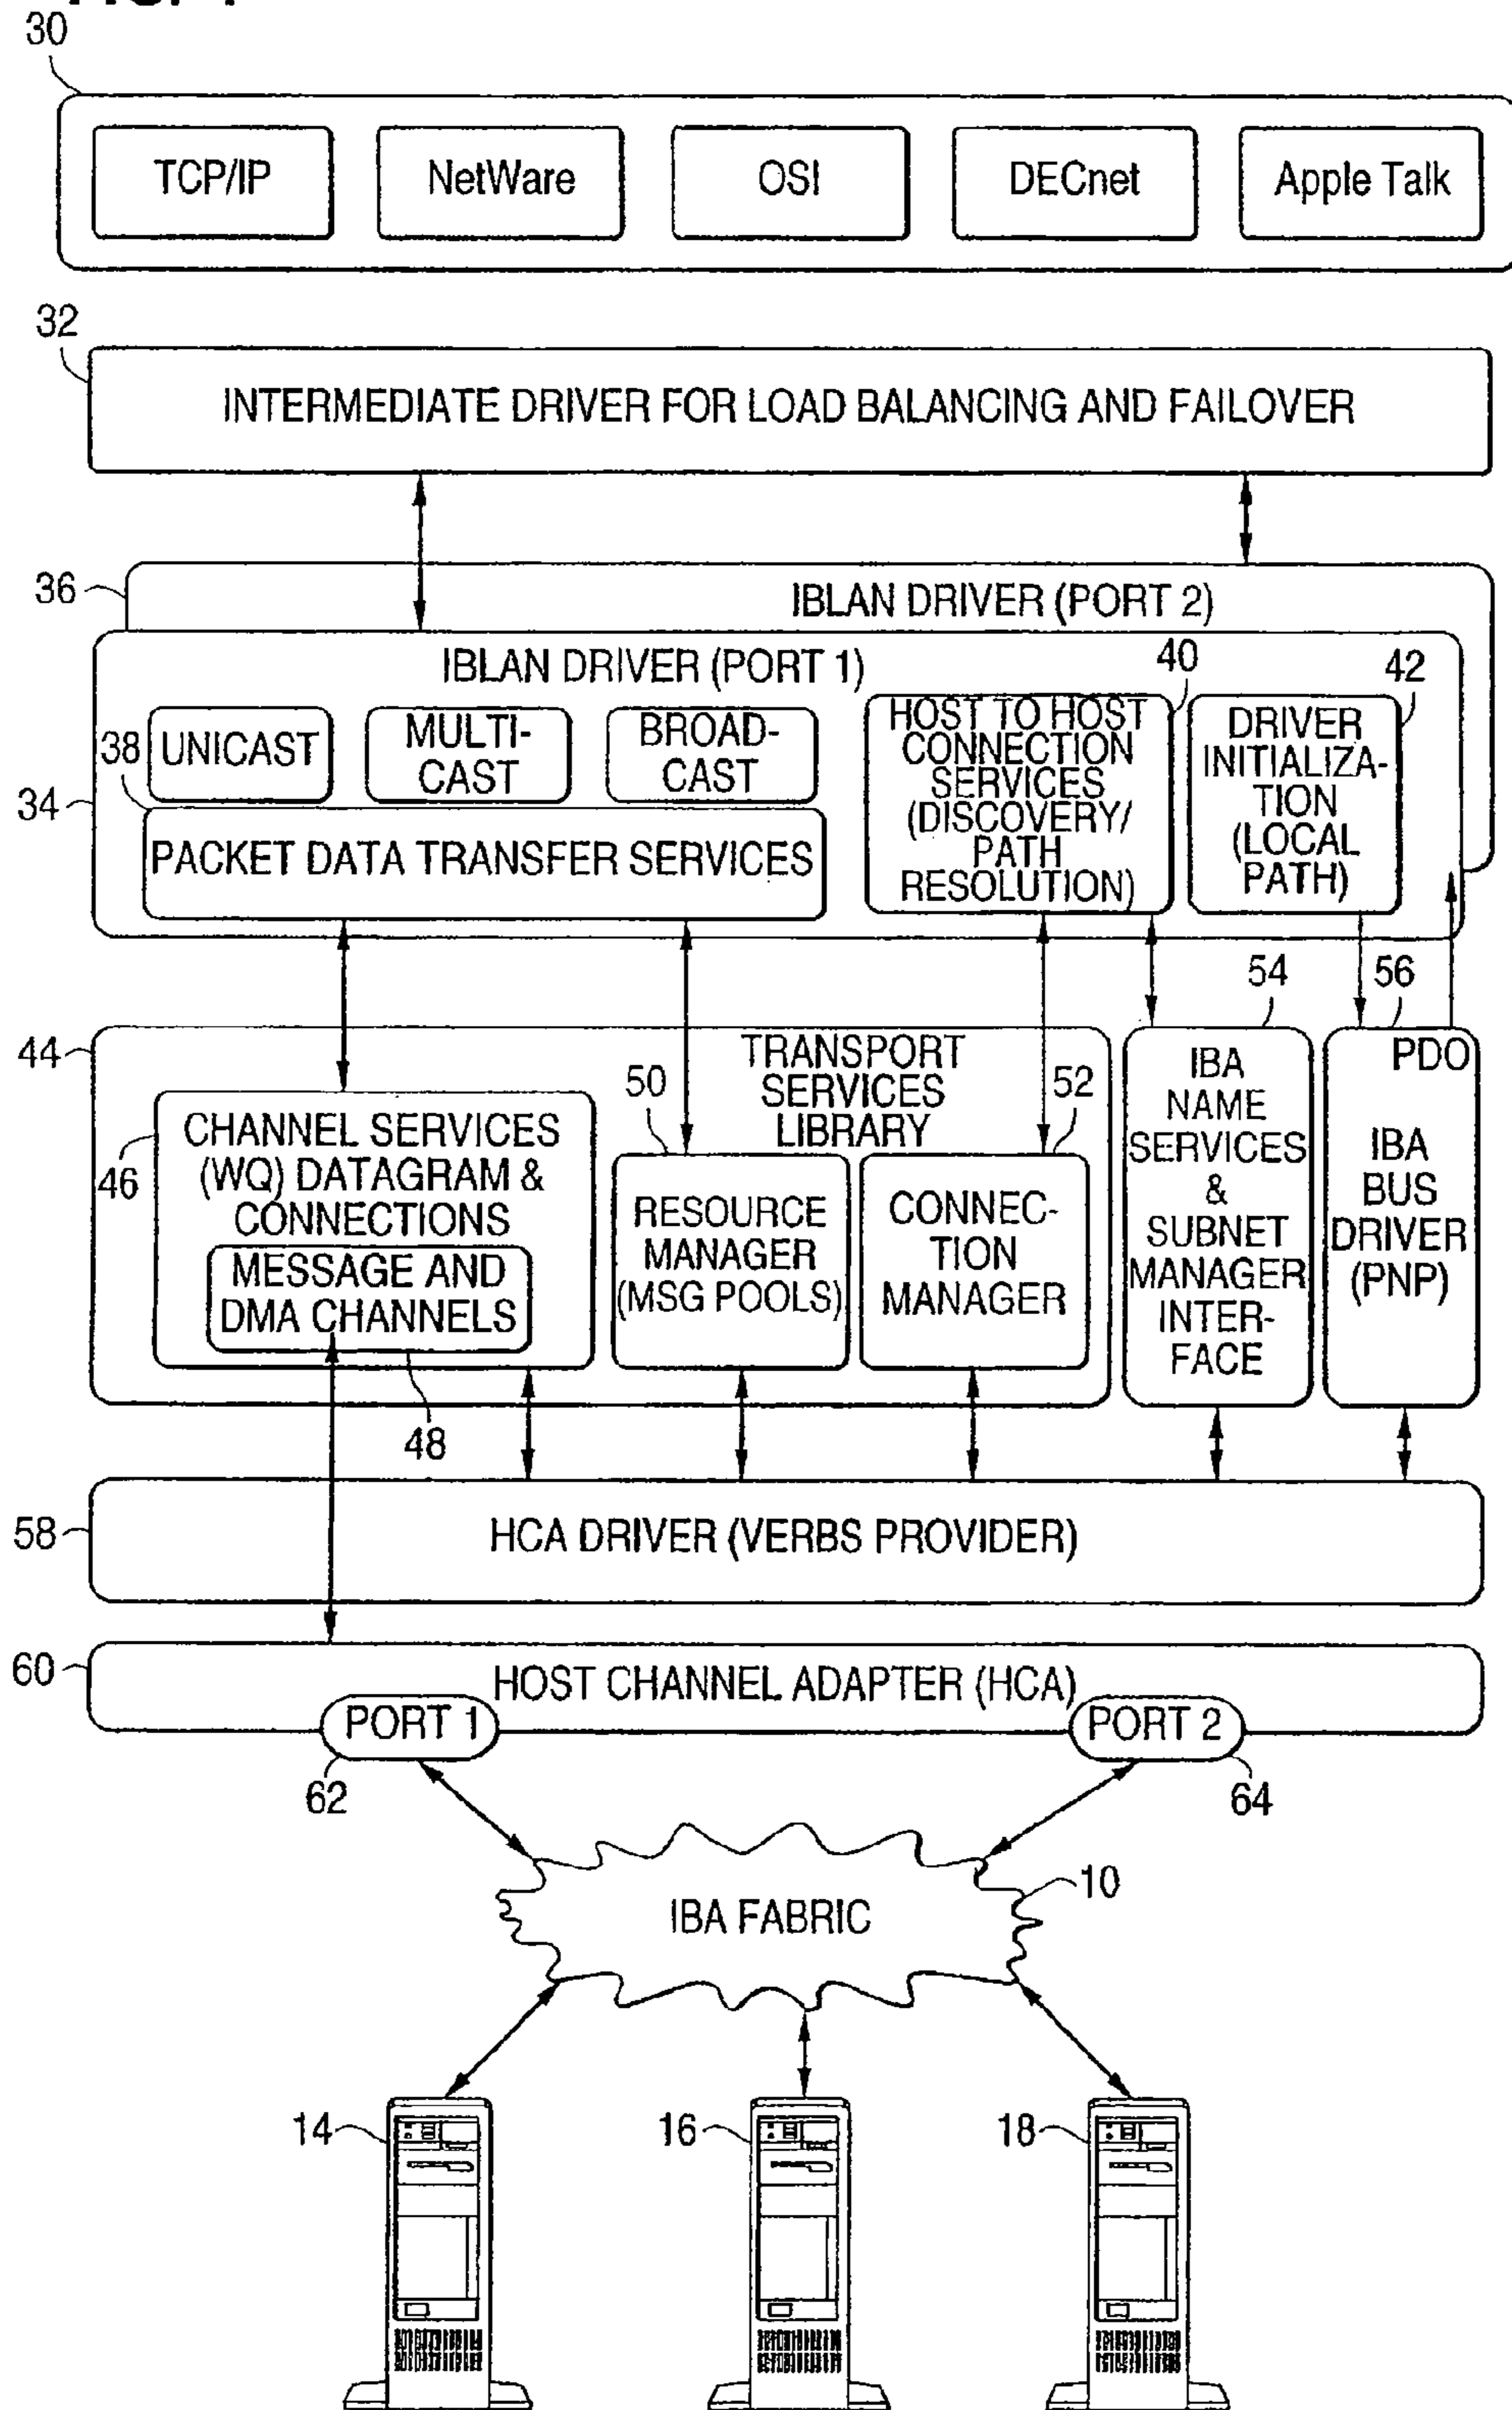 30
TCP/IP
NetWare
OSI
DECnet
Apple Talk
32
INTERMEDIATE DRIVER FOR LOAD BALANCING AND FAILOVER
36
IBLAN DRIVER (PORT 2)
34
IBLAN DRIVER (PORT 1)
40
42
38
UNICAST
MULTI-
CAST
BROAD-
CAST
PACKET DATA TRANSFER SERVICES
HOST TO HOST
CONNECTION
SERVICES
(DISCOVERY/
PATH
RESOLUTION)
DRIVER
INITIALIZA-
TION
(LOCAL
PATH)
44
TRANSPORT
SERVICES
LIBRARY
46
CHANNEL SERVICES
(WQ) DATAGRAM &
CONNECTIONS
MESSAGE AND
DMA CHANNELS
48
50
RESOURCE
MANAGER
(MSG POOLS)
52
CONNEC-
TION
MANAGER
54
IBA
NAME
SERVICES
&
SUBNET
MANAGER
INTER-
FACE
56
PDO
IBA
BUS
DRIVER
(PNP)
58
HCA DRIVER (VERBS PROVIDER)
60
HOST CHANNEL ADAPTER (HCA)
PORT 1
PORT 2
62
64
IBA FABRIC
10
14
16
18